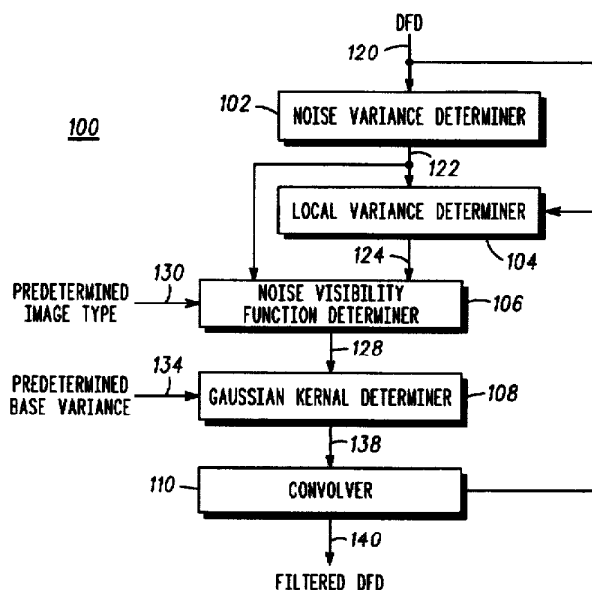 DFD
120
100
102
NOISE VARIANCE DETERMINER
122
LOCAL VARIANCE DETERMINER
124
104
130
PREDETERMINED
IMAGE TYPE
NOISE VISIBILITY
FUNCTION DETERMINER
106
128
134
PREDETERMINED
BASE VARIANCE
GAUSSIAN KERNAL DETERMINER
108
138
110
CONVOLVER
140
FILTERED DFD